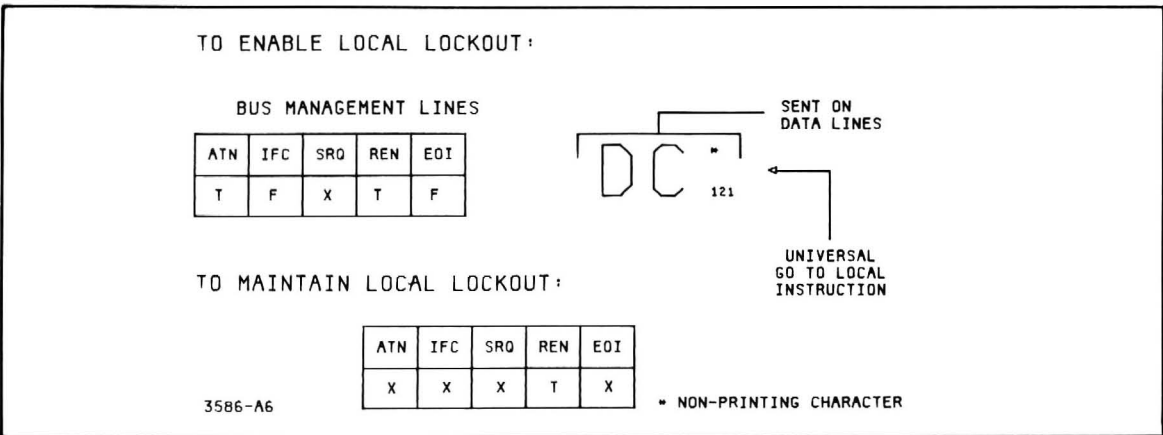 TO ENABLE LOCAL LOCKOUT:
BUS MANAGEMENT LINES
ATN IFC SRQ REN EOI
T F X T F
SENT ON
DATA LINES
DC *
121
UNIVERSAL
GO TO LOCAL
INSTRUCTION
TO MAINTAIN LOCAL LOCKOUT:
ATN IFC SRQ REN EOI
X X X T X
3586-A6
* NON-PRINTING CHARACTER